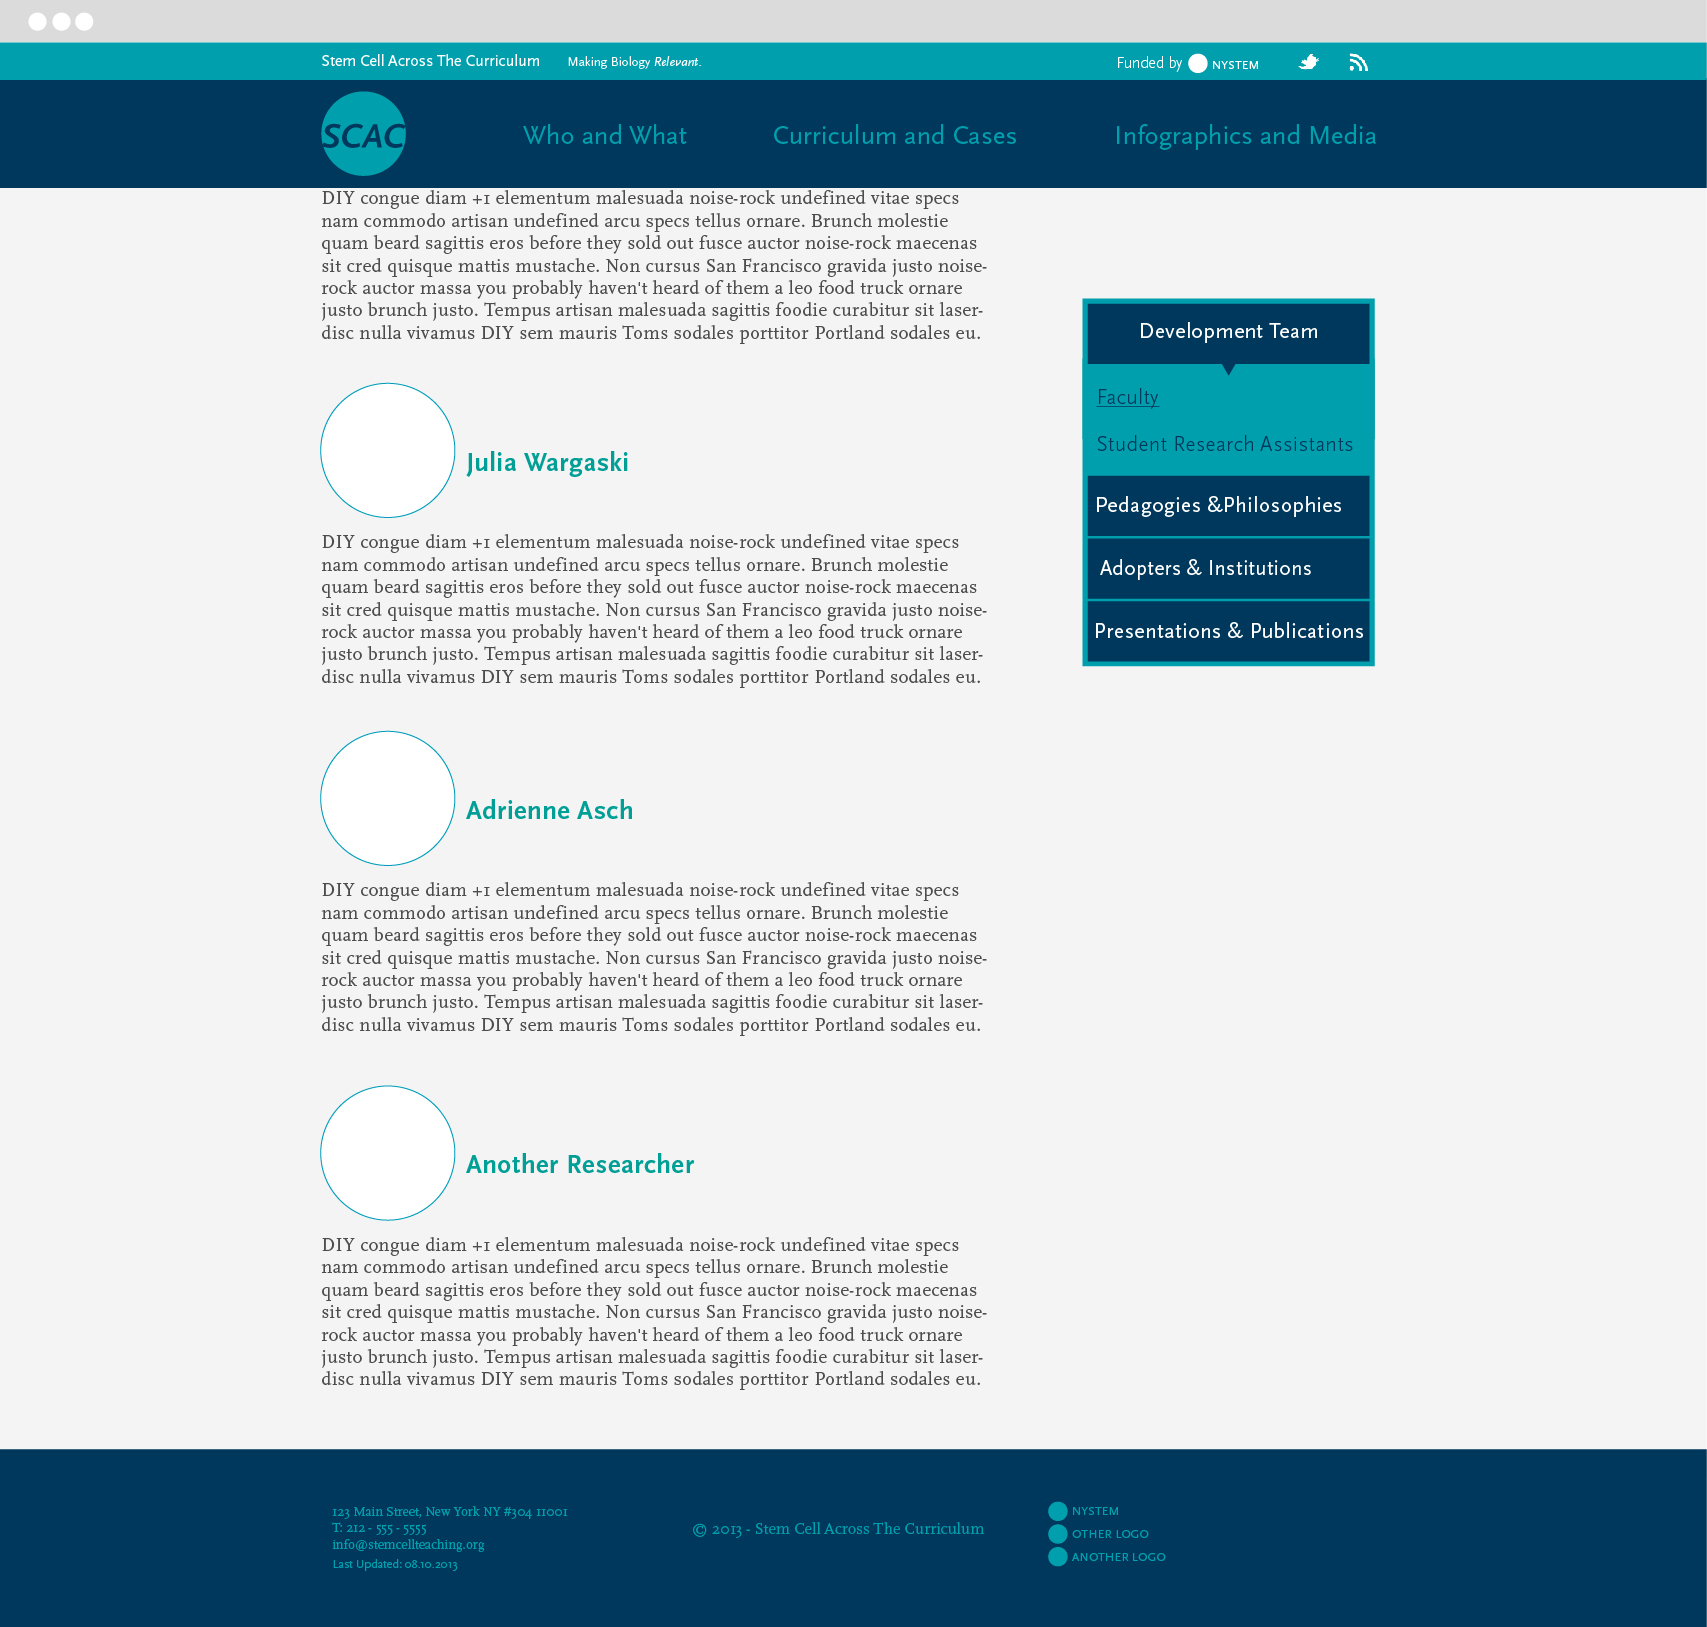 Stem Cell Across The Curriculum
Making Biology Relevant.
Funded by NYSTEM
SCAC
Who and What
Curriculum and Cases
Infographics and Media
DIY congue diam +1 elementum malesuada noise-rock undefined vitae specs
nam commodo artisan undefined arcu specs tellus ornare. Brunch molestie
quam beard sagittis eros before they sold out fusce auctor noise-rock maecenas
sit cred quisque mattis mustache. Non cursus San Francisco gravida justo noise-
rock auctor massa you probably haven't heard of them a leo food truck ornare
justo brunch justo. Tempus artisan malesuada sagittis foodie curabitur sit laser-
disc nulla vivamus DIY sem mauris Toms sodales porttitor Portland sodales eu.
Julia Wargaski
DIY congue diam +1 elementum malesuada noise-rock undefined vitae specs
nam commodo artisan undefined arcu specs tellus ornare. Brunch molestie
quam beard sagittis eros before they sold out fusce auctor noise-rock maecenas
sit cred quisque mattis mustache. Non cursus San Francisco gravida justo noise-
rock auctor massa you probably haven't heard of them a leo food truck ornare
justo brunch justo. Tempus artisan malesuada sagittis foodie curabitur sit laser-
disc nulla vivamus DIY sem mauris Toms sodales porttitor Portland sodales eu.
Adrienne Asch
DIY congue diam +1 elementum malesuada noise-rock undefined vitae specs
nam commodo artisan undefined arcu specs tellus ornare. Brunch molestie
quam beard sagittis eros before they sold out fusce auctor noise-rock maecenas
sit cred quisque mattis mustache. Non cursus San Francisco gravida justo noise-
rock auctor massa you probably haven't heard of them a leo food truck ornare
justo brunch justo. Tempus artisan malesuada sagittis foodie curabitur sit laser-
disc nulla vivamus DIY sem mauris Toms sodales porttitor Portland sodales eu.
Another Researcher
DIY congue diam +1 elementum malesuada noise-rock undefined vitae specs
nam commodo artisan undefined arcu specs tellus ornare. Brunch molestie
quam beard sagittis eros before they sold out fusce auctor noise-rock maecenas
sit cred quisque mattis mustache. Non cursus San Francisco gravida justo noise-
rock auctor massa you probably haven't heard of them a leo food truck ornare
justo brunch justo. Tempus artisan malesuada sagittis foodie curabitur sit laser-
disc nulla vivamus DIY sem mauris Toms sodales porttitor Portland sodales eu.
Development Team
Faculty
Student Research Assistants
Pedagogies &Philosophies
Adopters & Institutions
Presentations & Publications
123 Main Street, New York NY #304 11001
T: 212 - 555 - 5555
info@stemcellteaching.org
Last Updated: 08.10.2013
© 2013 - Stem Cell Across The Curriculum
NYSTEM
OTHER LOGO
ANOTHER LOGO